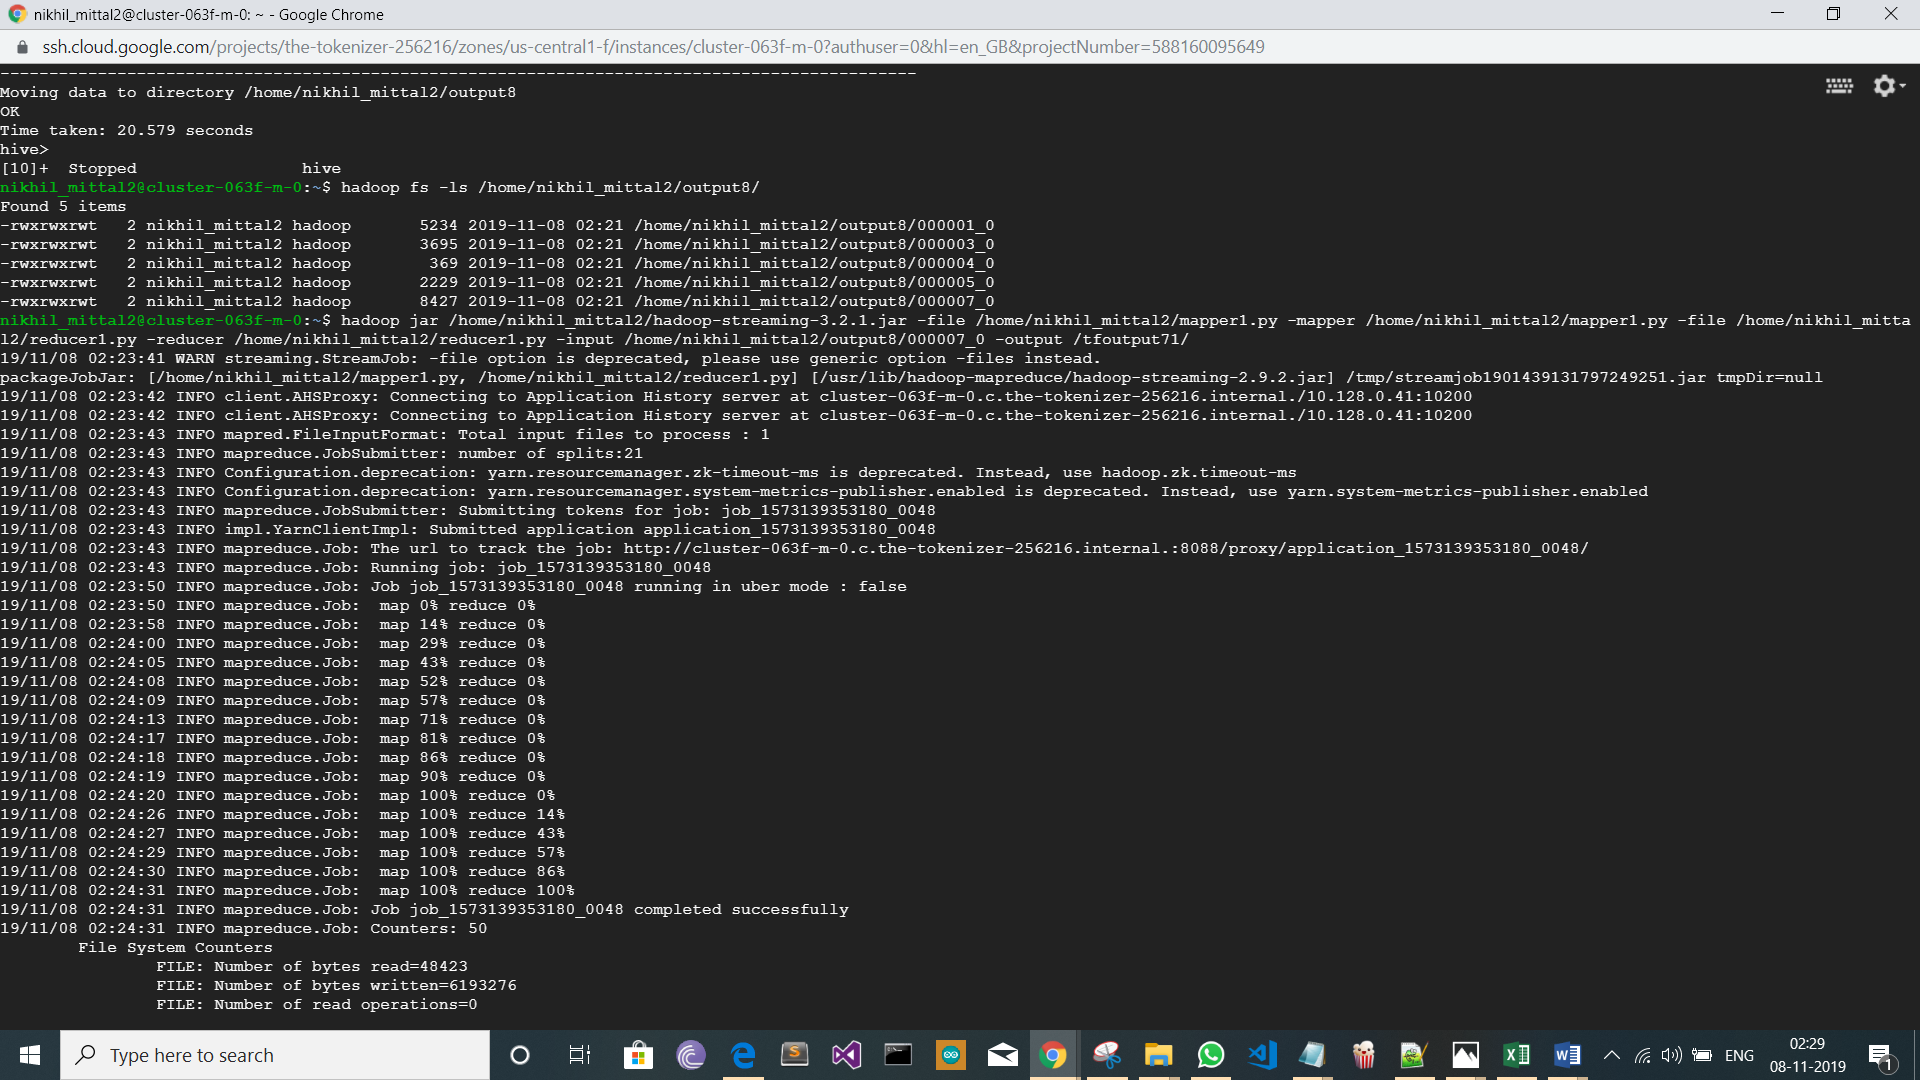 nikhil_mittal2@cluster-063f-m-0: ~ - Google Chrome
ssh.cloud.google.com/projects/the-tokenizer-256216/zones/us-central1-f/instances/cluster-063f-m-0?authuser=0&hl=en_GB&projectNumber=588160095649
----------------------------------------------------------------------------------------------
Moving data to directory /home/nikhil_mittal2/output8
OK
Time taken: 20.579 seconds
hive>
[10]+  Stopped                 hive
nikhil_mittal2@cluster-063f-m-0:~$ hadoop fs -ls /home/nikhil_mittal2/output8/
Found 5 items
-rwxrwxrwt   2 nikhil_mittal2 hadoop       5234 2019-11-08 02:21 /home/nikhil_mittal2/output8/000001_0
-rwxrwxrwt   2 nikhil_mittal2 hadoop       3695 2019-11-08 02:21 /home/nikhil_mittal2/output8/000003_0
-rwxrwxrwt   2 nikhil_mittal2 hadoop        369 2019-11-08 02:21 /home/nikhil_mittal2/output8/000004_0
-rwxrwxrwt   2 nikhil_mittal2 hadoop       2229 2019-11-08 02:21 /home/nikhil_mittal2/output8/000005_0
-rwxrwxrwt   2 nikhil_mittal2 hadoop       8427 2019-11-08 02:21 /home/nikhil_mittal2/output8/000007_0
nikhil_mittal2@cluster-063f-m-0:~$ hadoop jar /home/nikhil_mittal2/hadoop-streaming-3.2.1.jar -file /home/nikhil_mittal2/mapper1.py -mapper /home/nikhil_mittal2/mapper1.py -file /home/nikhil_mitta
l2/reducer1.py -reducer /home/nikhil_mittal2/reducer1.py -input /home/nikhil_mittal2/output8/000007_0 -output /tfoutput71/
19/11/08 02:23:41 WARN streaming.StreamJob: -file option is deprecated, please use generic option -files instead.
packageJobJar: [/home/nikhil_mittal2/mapper1.py, /home/nikhil_mittal2/reducer1.py] [/usr/lib/hadoop-mapreduce/hadoop-streaming-2.9.2.jar] /tmp/streamjob1901439131797249251.jar tmpDir=null
19/11/08 02:23:42 INFO client.AHSProxy: Connecting to Application History server at cluster-063f-m-0.c.the-tokenizer-256216.internal./10.128.0.41:10200
19/11/08 02:23:42 INFO client.AHSProxy: Connecting to Application History server at cluster-063f-m-0.c.the-tokenizer-256216.internal./10.128.0.41:10200
19/11/08 02:23:43 INFO mapred.FileInputFormat: Total input files to process : 1
19/11/08 02:23:43 INFO mapreduce.JobSubmitter: number of splits:21
19/11/08 02:23:43 INFO Configuration.deprecation: yarn.resourcemanager.zk-timeout-ms is deprecated. Instead, use hadoop.zk.timeout-ms
19/11/08 02:23:43 INFO Configuration.deprecation: yarn.resourcemanager.system-metrics-publisher.enabled is deprecated. Instead, use yarn.system-metrics-publisher.enabled
19/11/08 02:23:43 INFO mapreduce.JobSubmitter: Submitting tokens for job: job_1573139353180_0048
19/11/08 02:23:43 INFO impl.YarnClientImpl: Submitted application application_1573139353180_0048
19/11/08 02:23:43 INFO mapreduce.Job: The url to track the job: http://cluster-063f-m-0.c.the-tokenizer-256216.internal.:8088/proxy/application_1573139353180_0048/
19/11/08 02:23:43 INFO mapreduce.Job: Running job: job_1573139353180_0048
19/11/08 02:23:50 INFO mapreduce.Job: Job job_1573139353180_0048 running in uber mode : false
19/11/08 02:23:50 INFO mapreduce.Job:  map 0% reduce 0%
19/11/08 02:23:58 INFO mapreduce.Job:  map 14% reduce 0%
19/11/08 02:24:00 INFO mapreduce.Job:  map 29% reduce 0%
19/11/08 02:24:05 INFO mapreduce.Job:  map 43% reduce 0%
19/11/08 02:24:08 INFO mapreduce.Job:  map 52% reduce 0%
19/11/08 02:24:09 INFO mapreduce.Job:  map 57% reduce 0%
19/11/08 02:24:13 INFO mapreduce.Job:  map 71% reduce 0%
19/11/08 02:24:17 INFO mapreduce.Job:  map 81% reduce 0%
19/11/08 02:24:18 INFO mapreduce.Job:  map 86% reduce 0%
19/11/08 02:24:19 INFO mapreduce.Job:  map 90% reduce 0%
19/11/08 02:24:20 INFO mapreduce.Job:  map 100% reduce 0%
19/11/08 02:24:26 INFO mapreduce.Job:  map 100% reduce 14%
19/11/08 02:24:27 INFO mapreduce.Job:  map 100% reduce 43%
19/11/08 02:24:29 INFO mapreduce.Job:  map 100% reduce 57%
19/11/08 02:24:30 INFO mapreduce.Job:  map 100% reduce 86%
19/11/08 02:24:31 INFO mapreduce.Job:  map 100% reduce 100%
19/11/08 02:24:31 INFO mapreduce.Job: Job job_1573139353180_0048 completed successfully
19/11/08 02:24:31 INFO mapreduce.Job: Counters: 50
        File System Counters
                FILE: Number of bytes read=48423
                FILE: Number of bytes written=6193276
                FILE: Number of read operations=0
Type here to search
ENG
02:29
08-11-2019
1